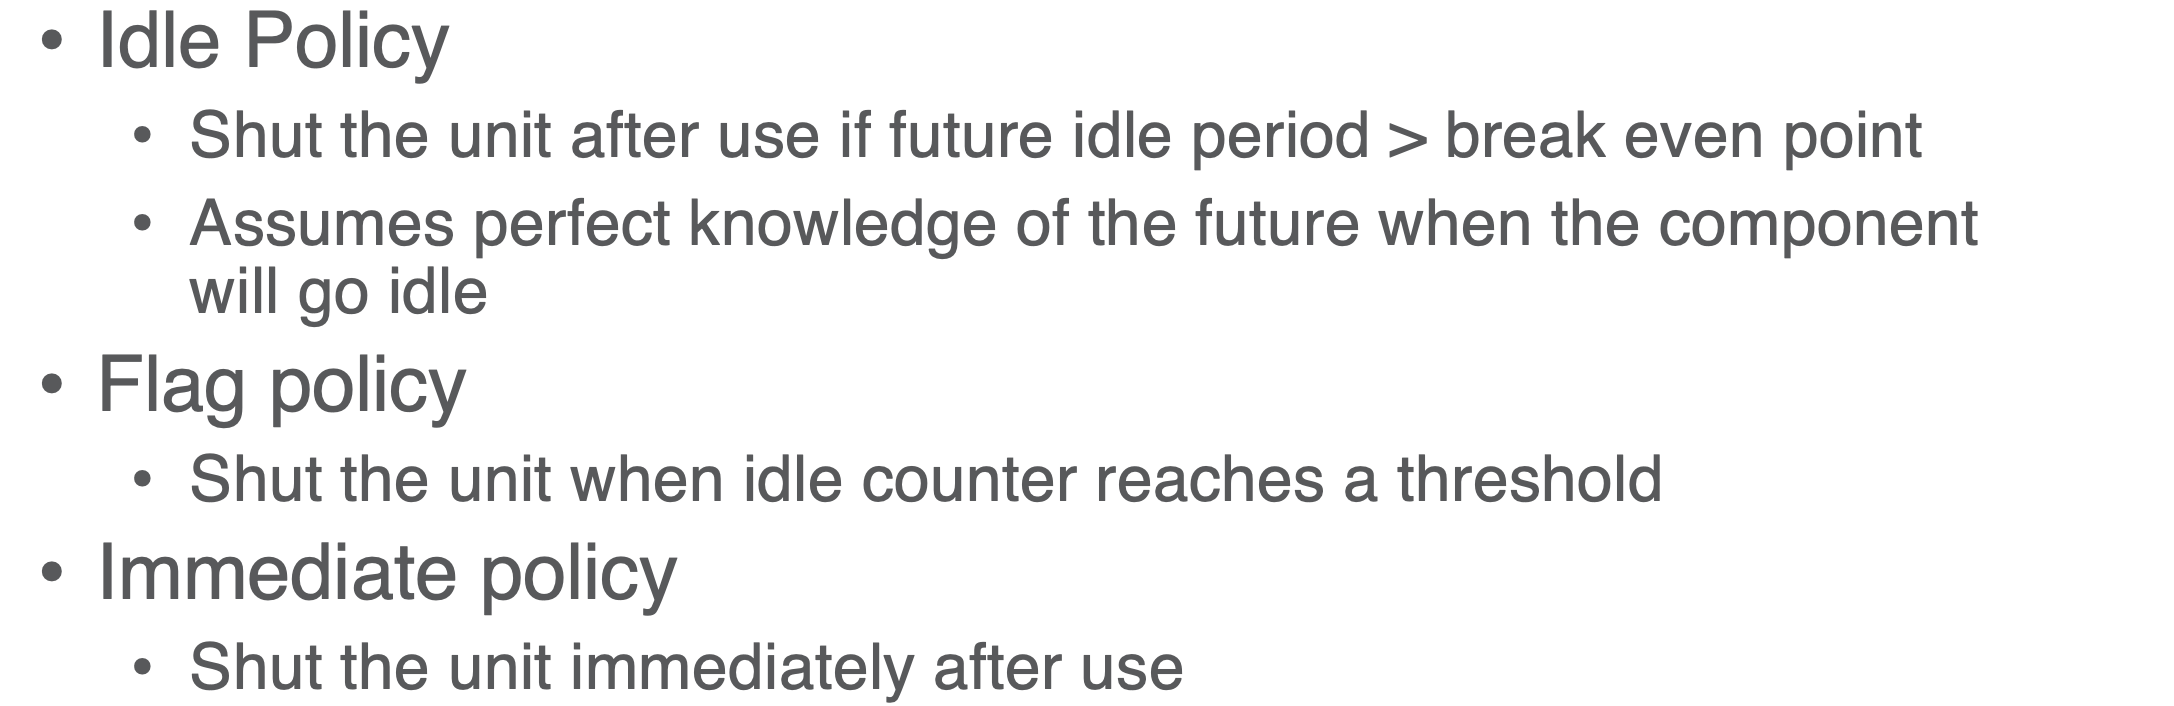 • Idle Policy
• Shut the unit after use if future idle period > break even point
• Assumes perfect knowledge of the future when the component
will go idle
• Flag policy
• Shut the unit when idle counter reaches a threshold
• Immediate policy
• Shut the unit immediately after use